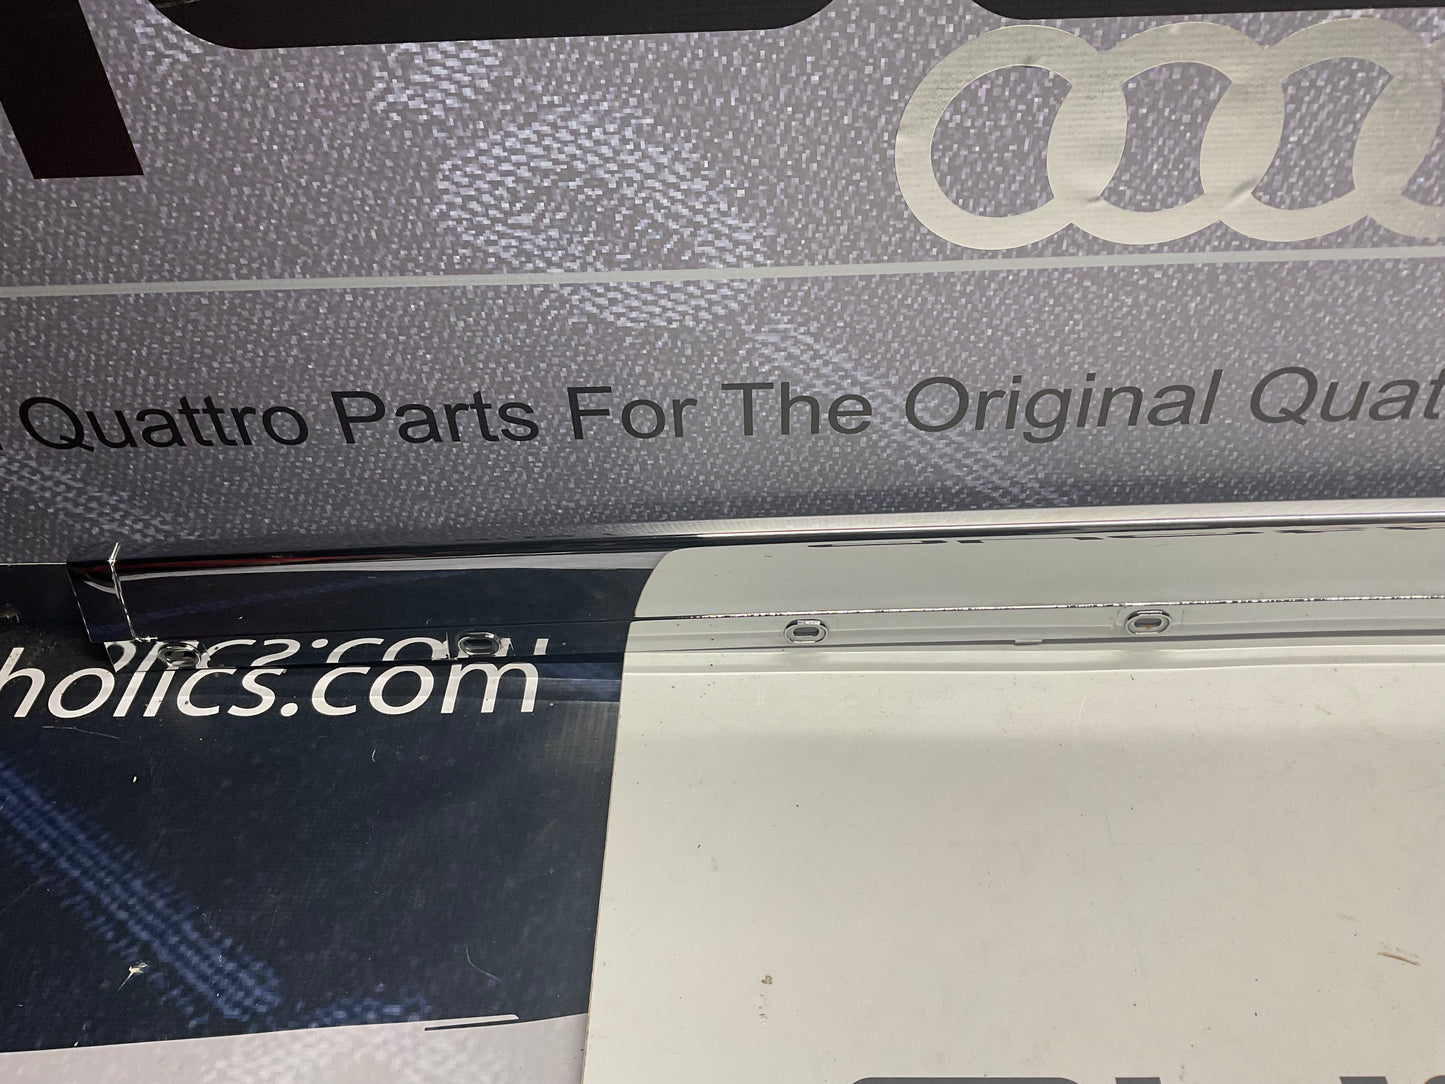 Quattro Parts For The Original Quat
holics.com